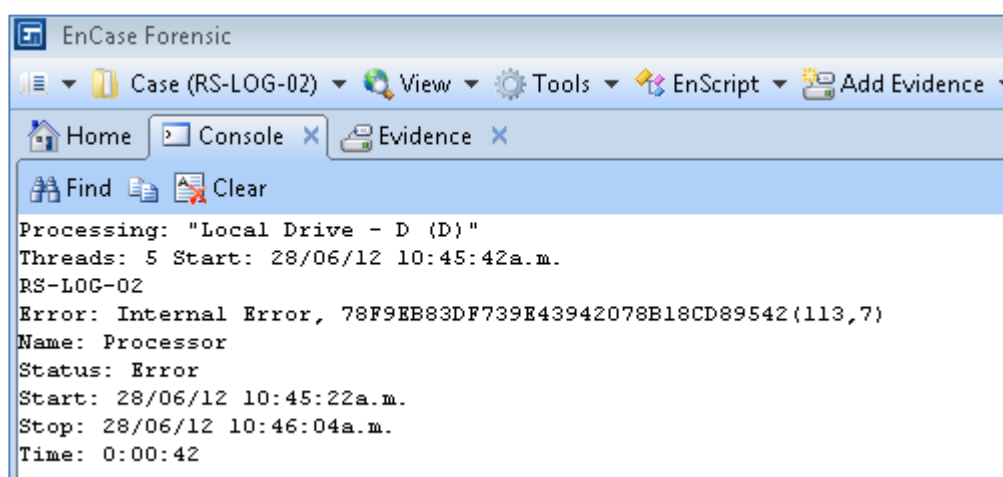 EnCase Forensic
Case (RS-LOG-02) View Tools EnScript Add Evidence
Home Console Evidence
Find Clear
Processing: "Local Drive - D (D)"
Threads: 5 Start: 28/06/12 10:45:42a.m.
RS-LOG-02
Error: Internal Error, 78F9EB83DF739E43942078B18CD89542(113,7)
Name: Processor
Status: Error
Start: 28/06/12 10:45:22a.m.
Stop: 28/06/12 10:46:04a.m.
Time: 0:00:42